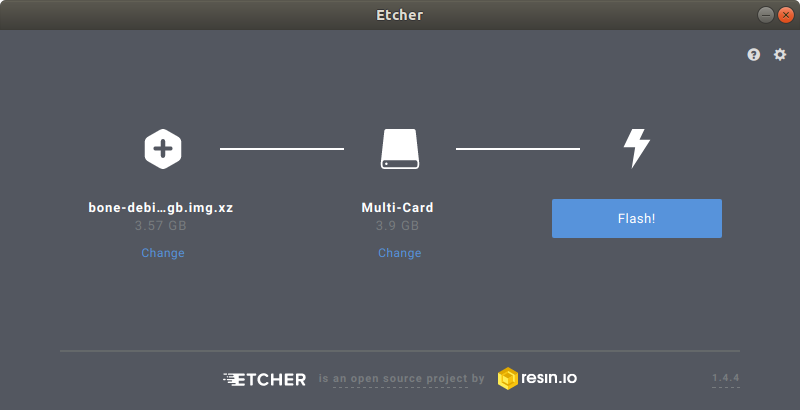 Etcher
bone-debi...gb.img.xz
3.57 GB
Change
Multi-Card
3.9 GB
Change
Flash!
ETCHER is an open source project by resin.io
1.4.4